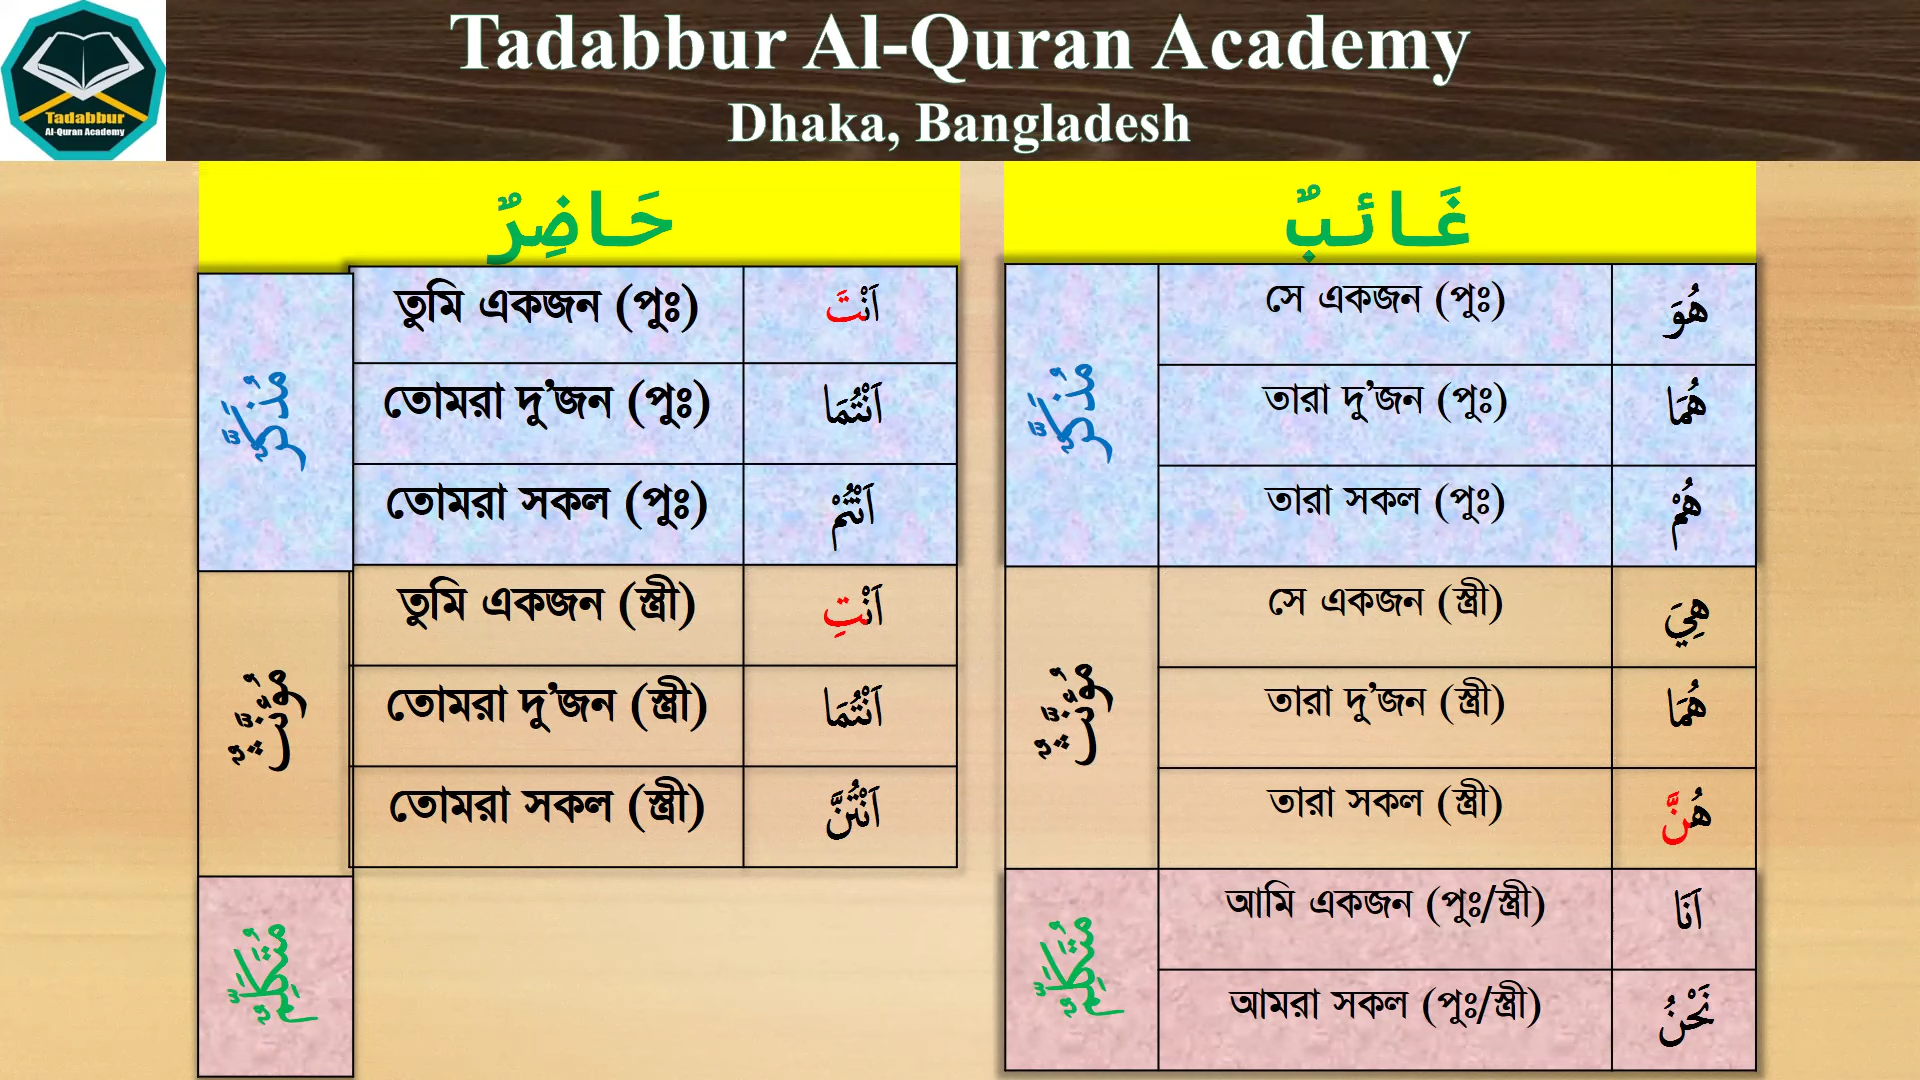 Tadabbur Al-Quran Academy
Dhaka, Bangladesh
Tadabbur
Al-Quran Academy
غَائبٌ
مُذَكَّرٌ
هُوَ
সে একজন (পুঃ)
هُمَا
তারা দু’জন (পুঃ)
هُمْ
তারা সকল (পুঃ)
مُؤَنَّثٌ
هِيَ
সে একজন (স্ত্রী)
هُمَا
তারা দু’জন (স্ত্রী)
هُنَّ
তারা সকল (স্ত্রী)
مُتَكَلِّمٌ
اَنَا
আমি একজন (পুঃ/স্ত্রী)
نَحْنُ
আমরা সকল (পুঃ/স্ত্রী)
حَاضِرٌ
مُذَكَّرٌ
اَنْتَ
তুমি একজন (পুঃ)
اَنْتُمَا
তোমরা দু’জন (পুঃ)
اَنْتُمْ
তোমরা সকল (পুঃ)
مُؤَنَّثٌ
اَنْتِ
তুমি একজন (স্ত্রী)
اَنْتُمَا
তোমরা দু’জন (স্ত্রী)
اَنْتُنَّ
তোমরা সকল (স্ত্রী)
مُتَكَلِّمٌ